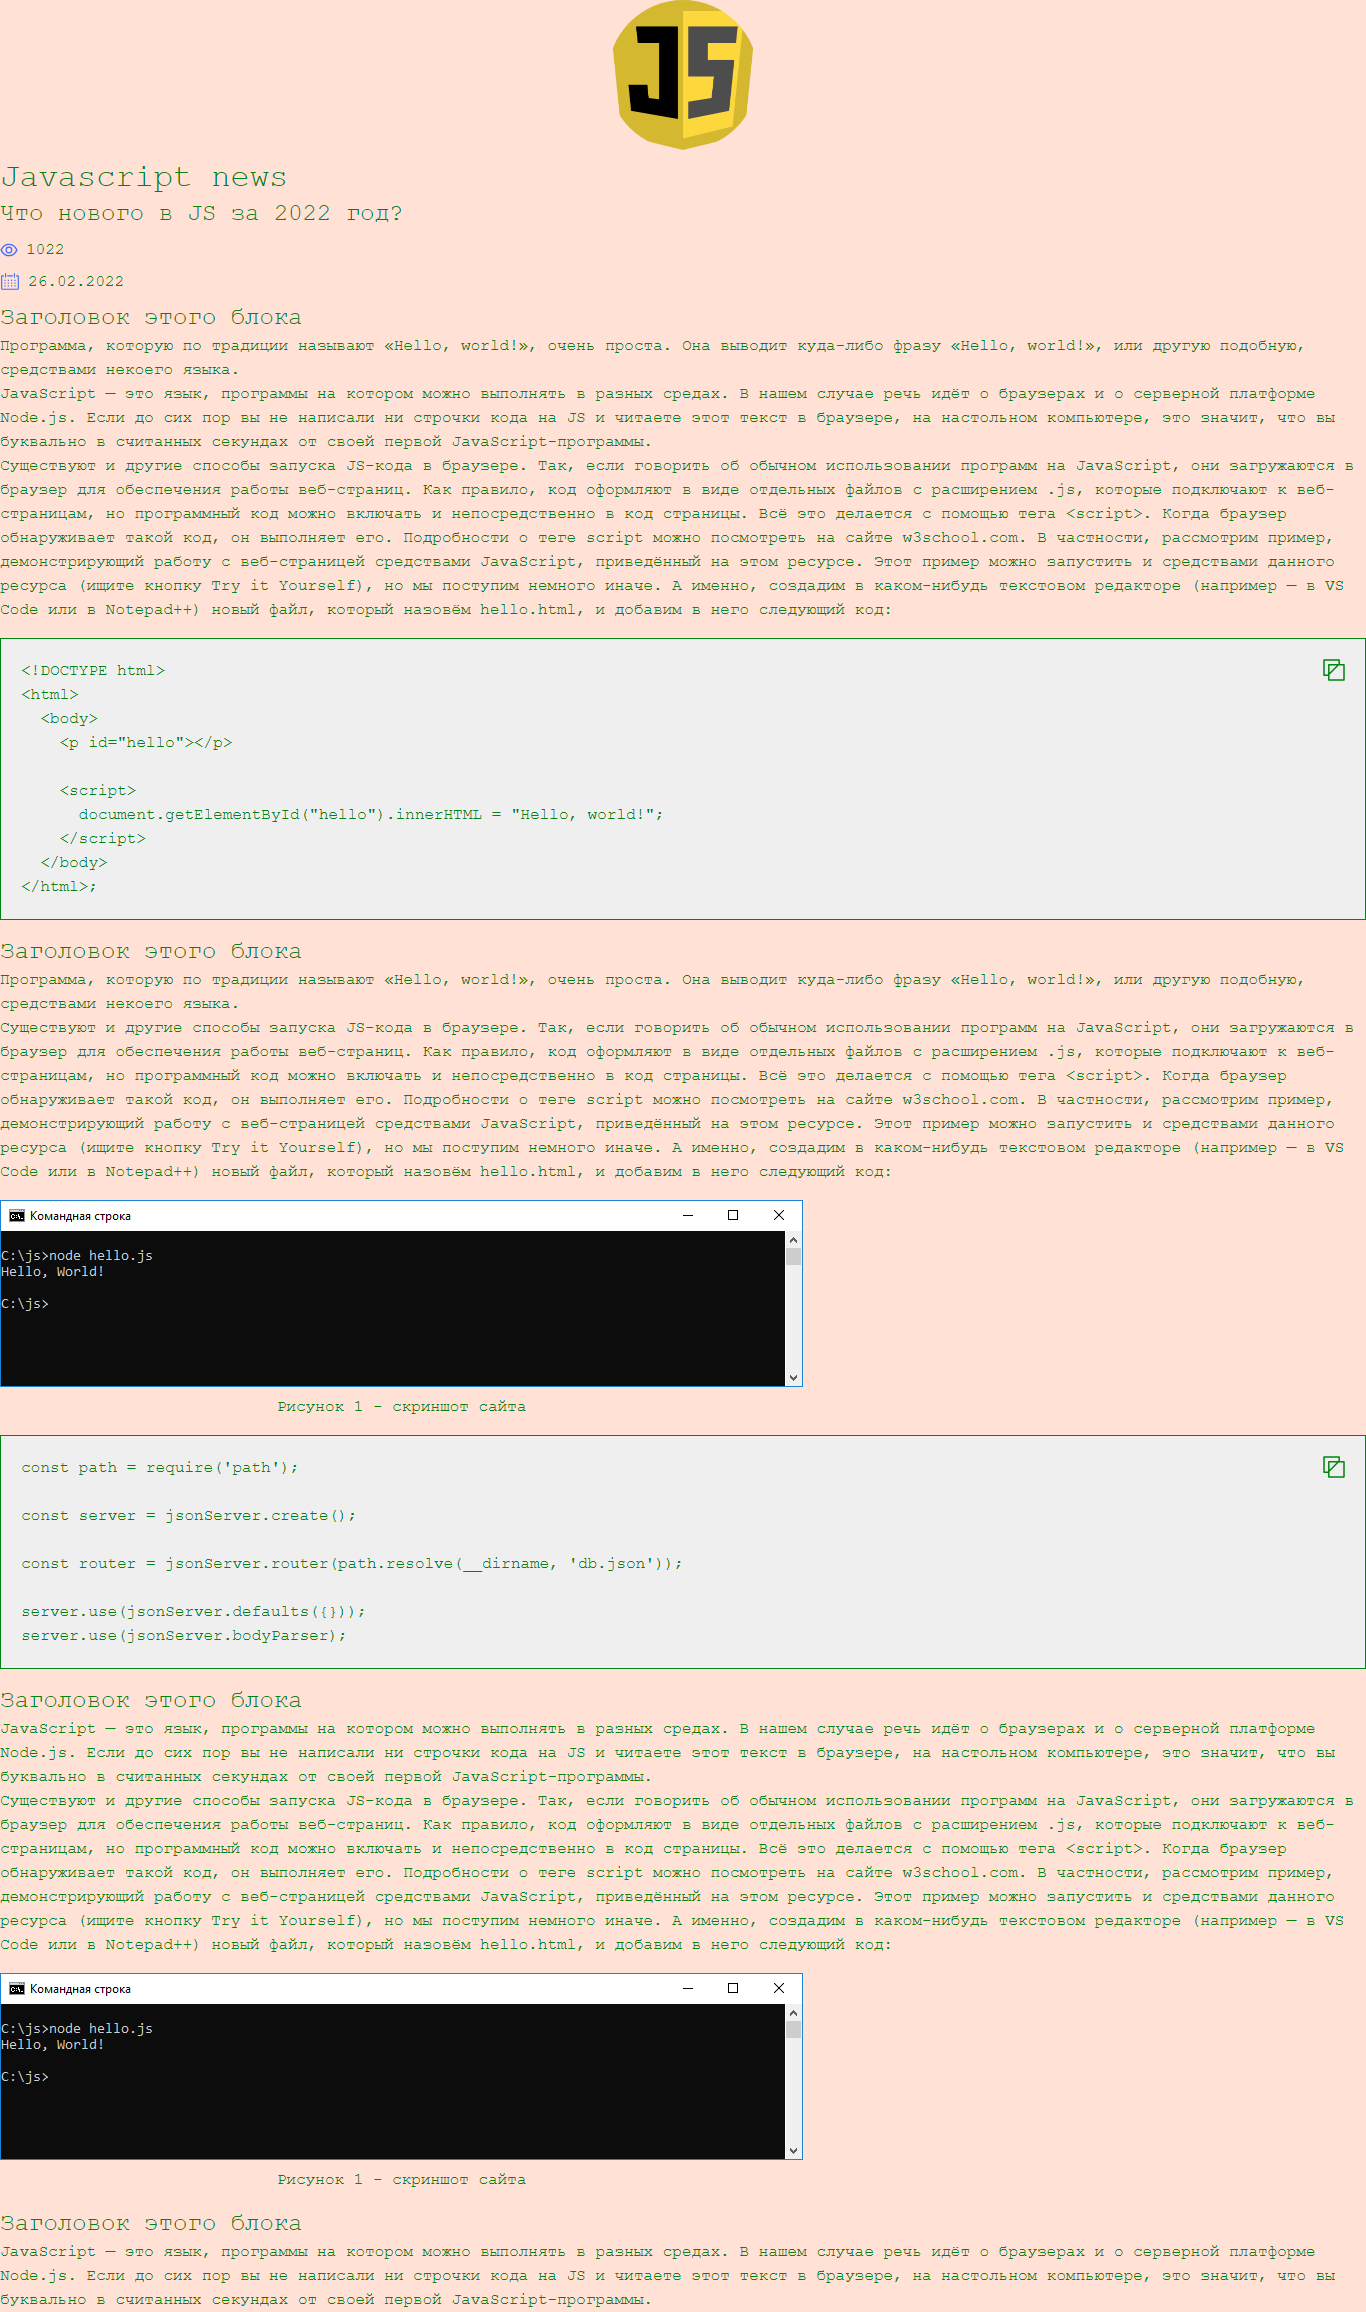 JS
Javascript news
Что нового в JS за 2022 год?
1022
26.02.2022
Заголовок этого блока
Программа, которую по традиции называют «Hello, world!», очень проста. Она выводит куда-либо фразу «Hello, world!», или другую подобную,
средствами некоего языка.
JavaScript — это язык, программы на котором можно выполнять в разных средах. В нашем случае речь идёт о браузерах и о серверной платформе
Node.js. Если до сих пор вы не написали ни строчки кода на JS и читаете этот текст в браузере, на настольном компьютере, это значит, что вы
буквально в считанных секундах от своей первой JavaScript-программы.
Существуют и другие способы запуска JS-кода в браузере. Так, если говорить об обычном использовании программ на JavaScript, они загружаются в
браузер для обеспечения работы веб-страниц. Как правило, код оформляют в виде отдельных файлов с расширением .js, которые подключают к веб-
страницам, но программный код можно включать и непосредственно в код страницы. Всё это делается с помощью тега <script>. Когда браузер
обнаруживает такой код, он выполняет его. Подробности о теге script можно посмотреть на сайте w3school.com. В частности, рассмотрим пример,
демонстрирующий работу с веб-страницей средствами JavaScript, приведённый на этом ресурсе. Этот пример можно запустить и средствами данного
ресурса (ищите кнопку Try it Yourself), но мы поступим немного иначе. А именно, создадим в каком-нибудь текстовом редакторе (например — в VS
Code или в Notepad++) новый файл, который назовём hello.html, и добавим в него следующий код:
<!DOCTYPE html>
<html>
  <body>
    <p id="hello"></p>

    <script>
      document.getElementById("hello").innerHTML = "Hello, world!";
    </script>
  </body>
</html>;
Заголовок этого блока
Программа, которую по традиции называют «Hello, world!», очень проста. Она выводит куда-либо фразу «Hello, world!», или другую подобную,
средствами некоего языка.
Существуют и другие способы запуска JS-кода в браузере. Так, если говорить об обычном использовании программ на JavaScript, они загружаются в
браузер для обеспечения работы веб-страниц. Как правило, код оформляют в виде отдельных файлов с расширением .js, которые подключают к веб-
страницам, но программный код можно включать и непосредственно в код страницы. Всё это делается с помощью тега <script>. Когда браузер
обнаруживает такой код, он выполняет его. Подробности о теге script можно посмотреть на сайте w3school.com. В частности, рассмотрим пример,
демонстрирующий работу с веб-страницей средствами JavaScript, приведённый на этом ресурсе. Этот пример можно запустить и средствами данного
ресурса (ищите кнопку Try it Yourself), но мы поступим немного иначе. А именно, создадим в каком-нибудь текстовом редакторе (например — в VS
Code или в Notepad++) новый файл, который назовём hello.html, и добавим в него следующий код:
Командная строка
C:\js>node hello.js
Hello, World!
C:\js>
Рисунок 1 - скриншот сайта
const path = require('path');

const server = jsonServer.create();

const router = jsonServer.router(path.resolve(__dirname, 'db.json'));

server.use(jsonServer.defaults({}));
server.use(jsonServer.bodyParser);
Заголовок этого блока
JavaScript — это язык, программы на котором можно выполнять в разных средах. В нашем случае речь идёт о браузерах и о серверной платформе
Node.js. Если до сих пор вы не написали ни строчки кода на JS и читаете этот текст в браузере, на настольном компьютере, это значит, что вы
буквально в считанных секундах от своей первой JavaScript-программы.
Существуют и другие способы запуска JS-кода в браузере. Так, если говорить об обычном использовании программ на JavaScript, они загружаются в
браузер для обеспечения работы веб-страниц. Как правило, код оформляют в виде отдельных файлов с расширением .js, которые подключают к веб-
страницам, но программный код можно включать и непосредственно в код страницы. Всё это делается с помощью тега <script>. Когда браузер
обнаруживает такой код, он выполняет его. Подробности о теге script можно посмотреть на сайте w3school.com. В частности, рассмотрим пример,
демонстрирующий работу с веб-страницей средствами JavaScript, приведённый на этом ресурсе. Этот пример можно запустить и средствами данного
ресурса (ищите кнопку Try it Yourself), но мы поступим немного иначе. А именно, создадим в каком-нибудь текстовом редакторе (например — в VS
Code или в Notepad++) новый файл, который назовём hello.html, и добавим в него следующий код:
Командная строка
C:\js>node hello.js
Hello, World!
C:\js>
Рисунок 1 - скриншот сайта
Заголовок этого блока
JavaScript — это язык, программы на котором можно выполнять в разных средах. В нашем случае речь идёт о браузерах и о серверной платформе
Node.js. Если до сих пор вы не написали ни строчки кода на JS и читаете этот текст в браузере, на настольном компьютере, это значит, что вы
буквально в считанных секундах от своей первой JavaScript-программы.